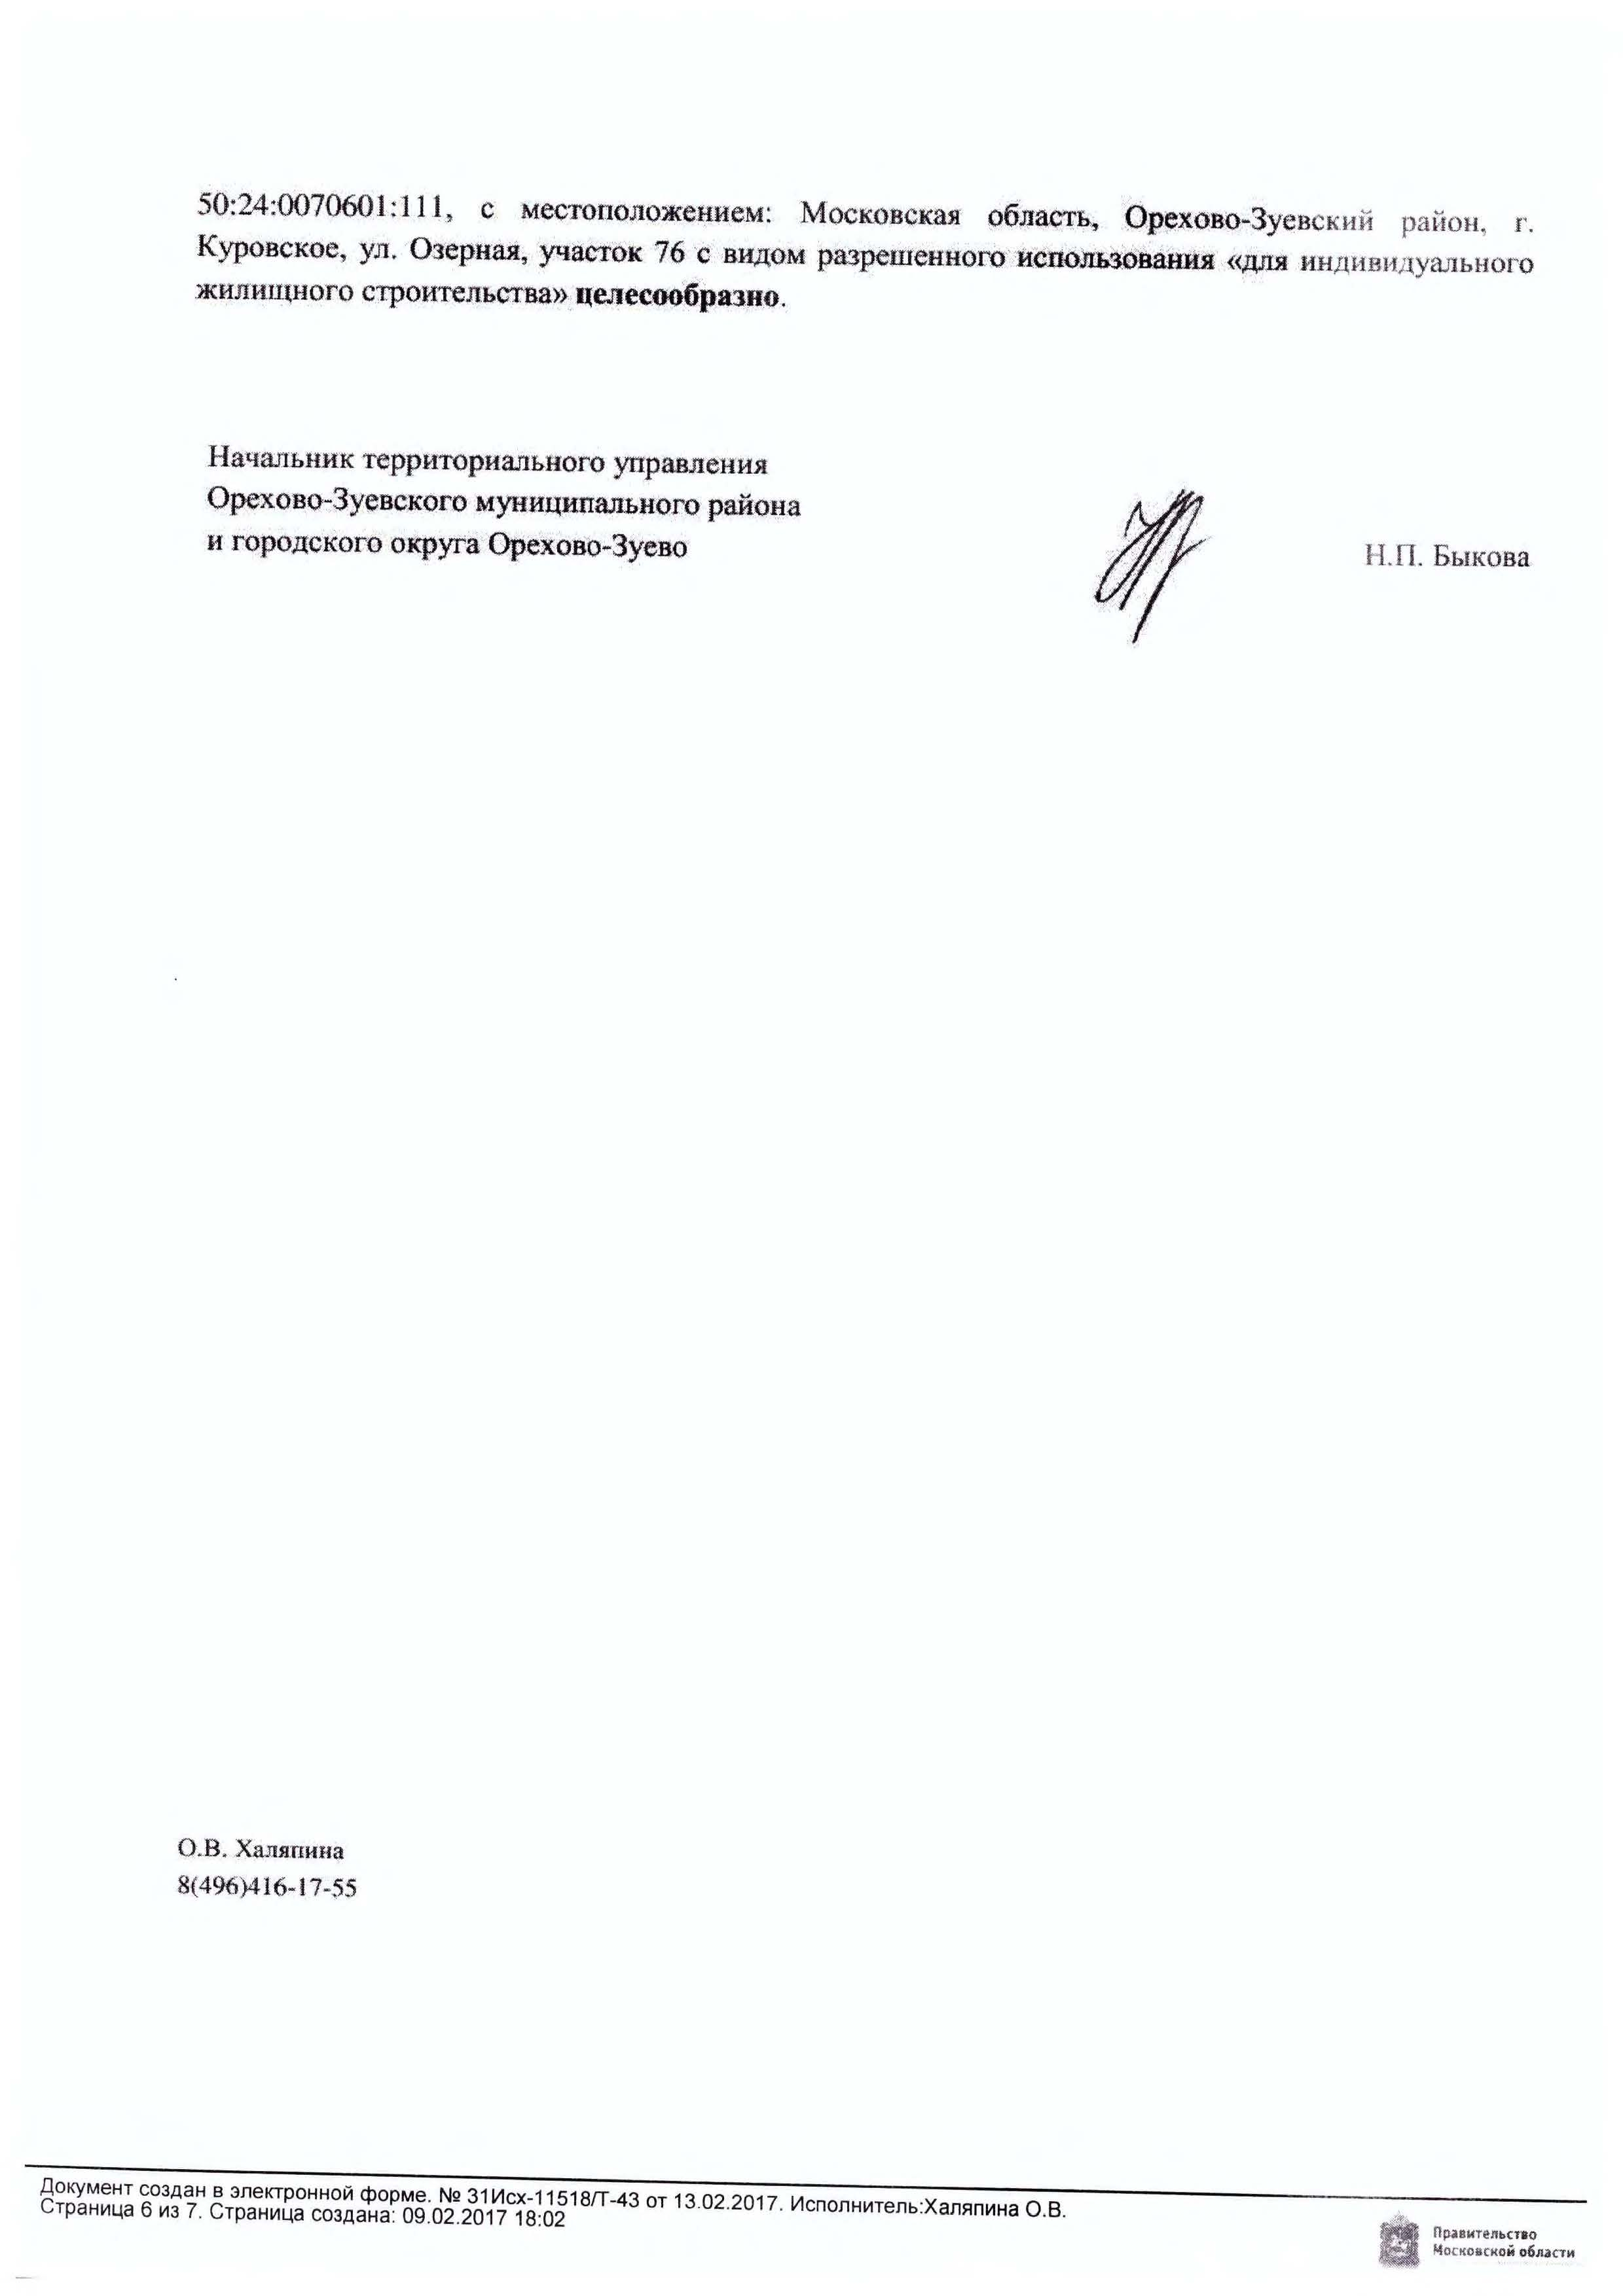 50:24:0070601:111, с местоположением: Московская область, Орехово-Зуевский район, г.
Куровское, ул. Озерная, участок 76 с видом разрешенного использования «для индивидуального
жилищного строительства» целесообразно.
Начальник территориального управления
Орехово-Зуевского муниципального района
и городского округа Орехово-Зуево
Н.П. Быкова
О.В. Халяпина
8(496)416-17-55
Документ создан в электронной форме. № 31Исх-11518/Т-43 от 13.02.2017. Исполнитель:Халяпина О.В.
Страница 6 из 7. Страница создана: 09.02.2017 18:02
Правительство
Московской области